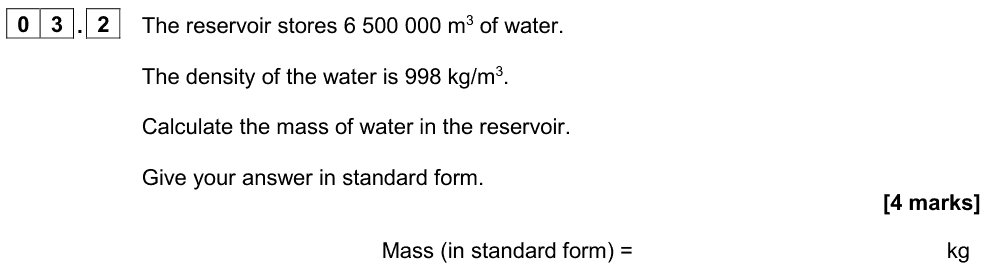 0 3 . 2 The reservoir stores 6 500 000 m³ of water.
The density of the water is 998 kg/m³.
Calculate the mass of water in the reservoir.
Give your answer in standard form.
[4 marks]
Mass (in standard form) = kg